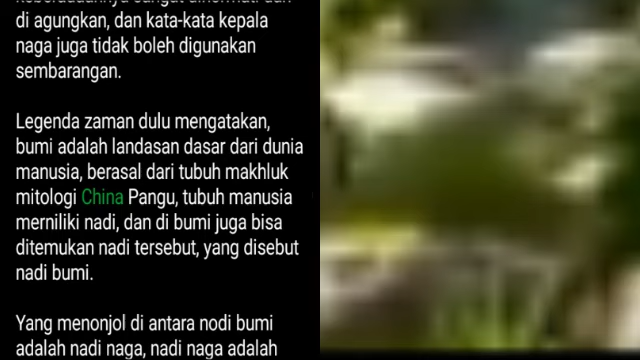 di agungkan, dan kata-kata kepala
naga juga tidak boleh digunakan
sembarangan.
Legenda zaman dulu mengatakan,
bumi adalah landasan dasar dari dunia
manusia, berasal dari tubuh makhluk
mitologi China Pangu, tubuh manusia
merniliki nadi, dan di bumi juga bisa
ditemukan nadi tersebut, yang disebut
nadi bumi.
Yang menonjol di antara nodi bumi
adalah nadi naga, nadi naga adalah